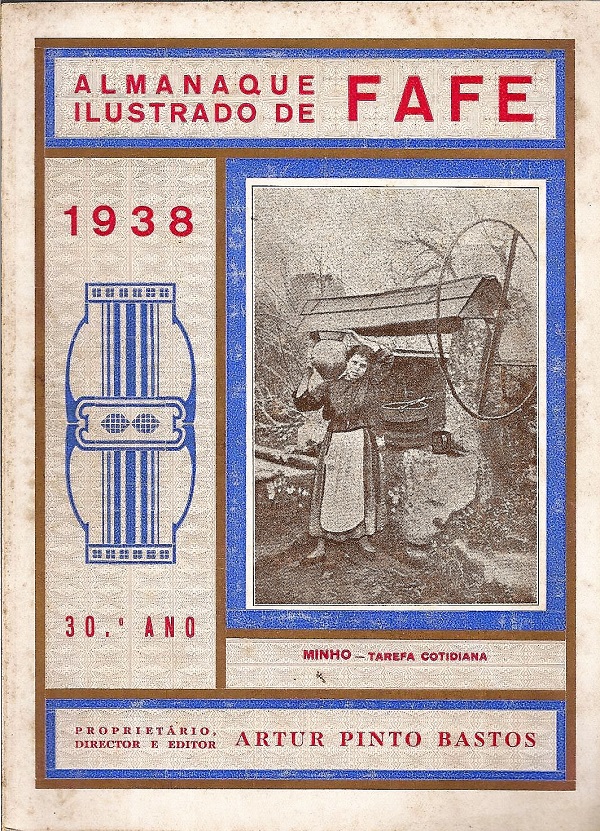 ALMANAQUE
ILUSTRADO DE FAFE
1938
30.º ANO
MINHO — TAREFA COTIDIANA
PROPRIETÁRIO,
DIRECTOR E EDITOR ARTUR PINTO BASTOS